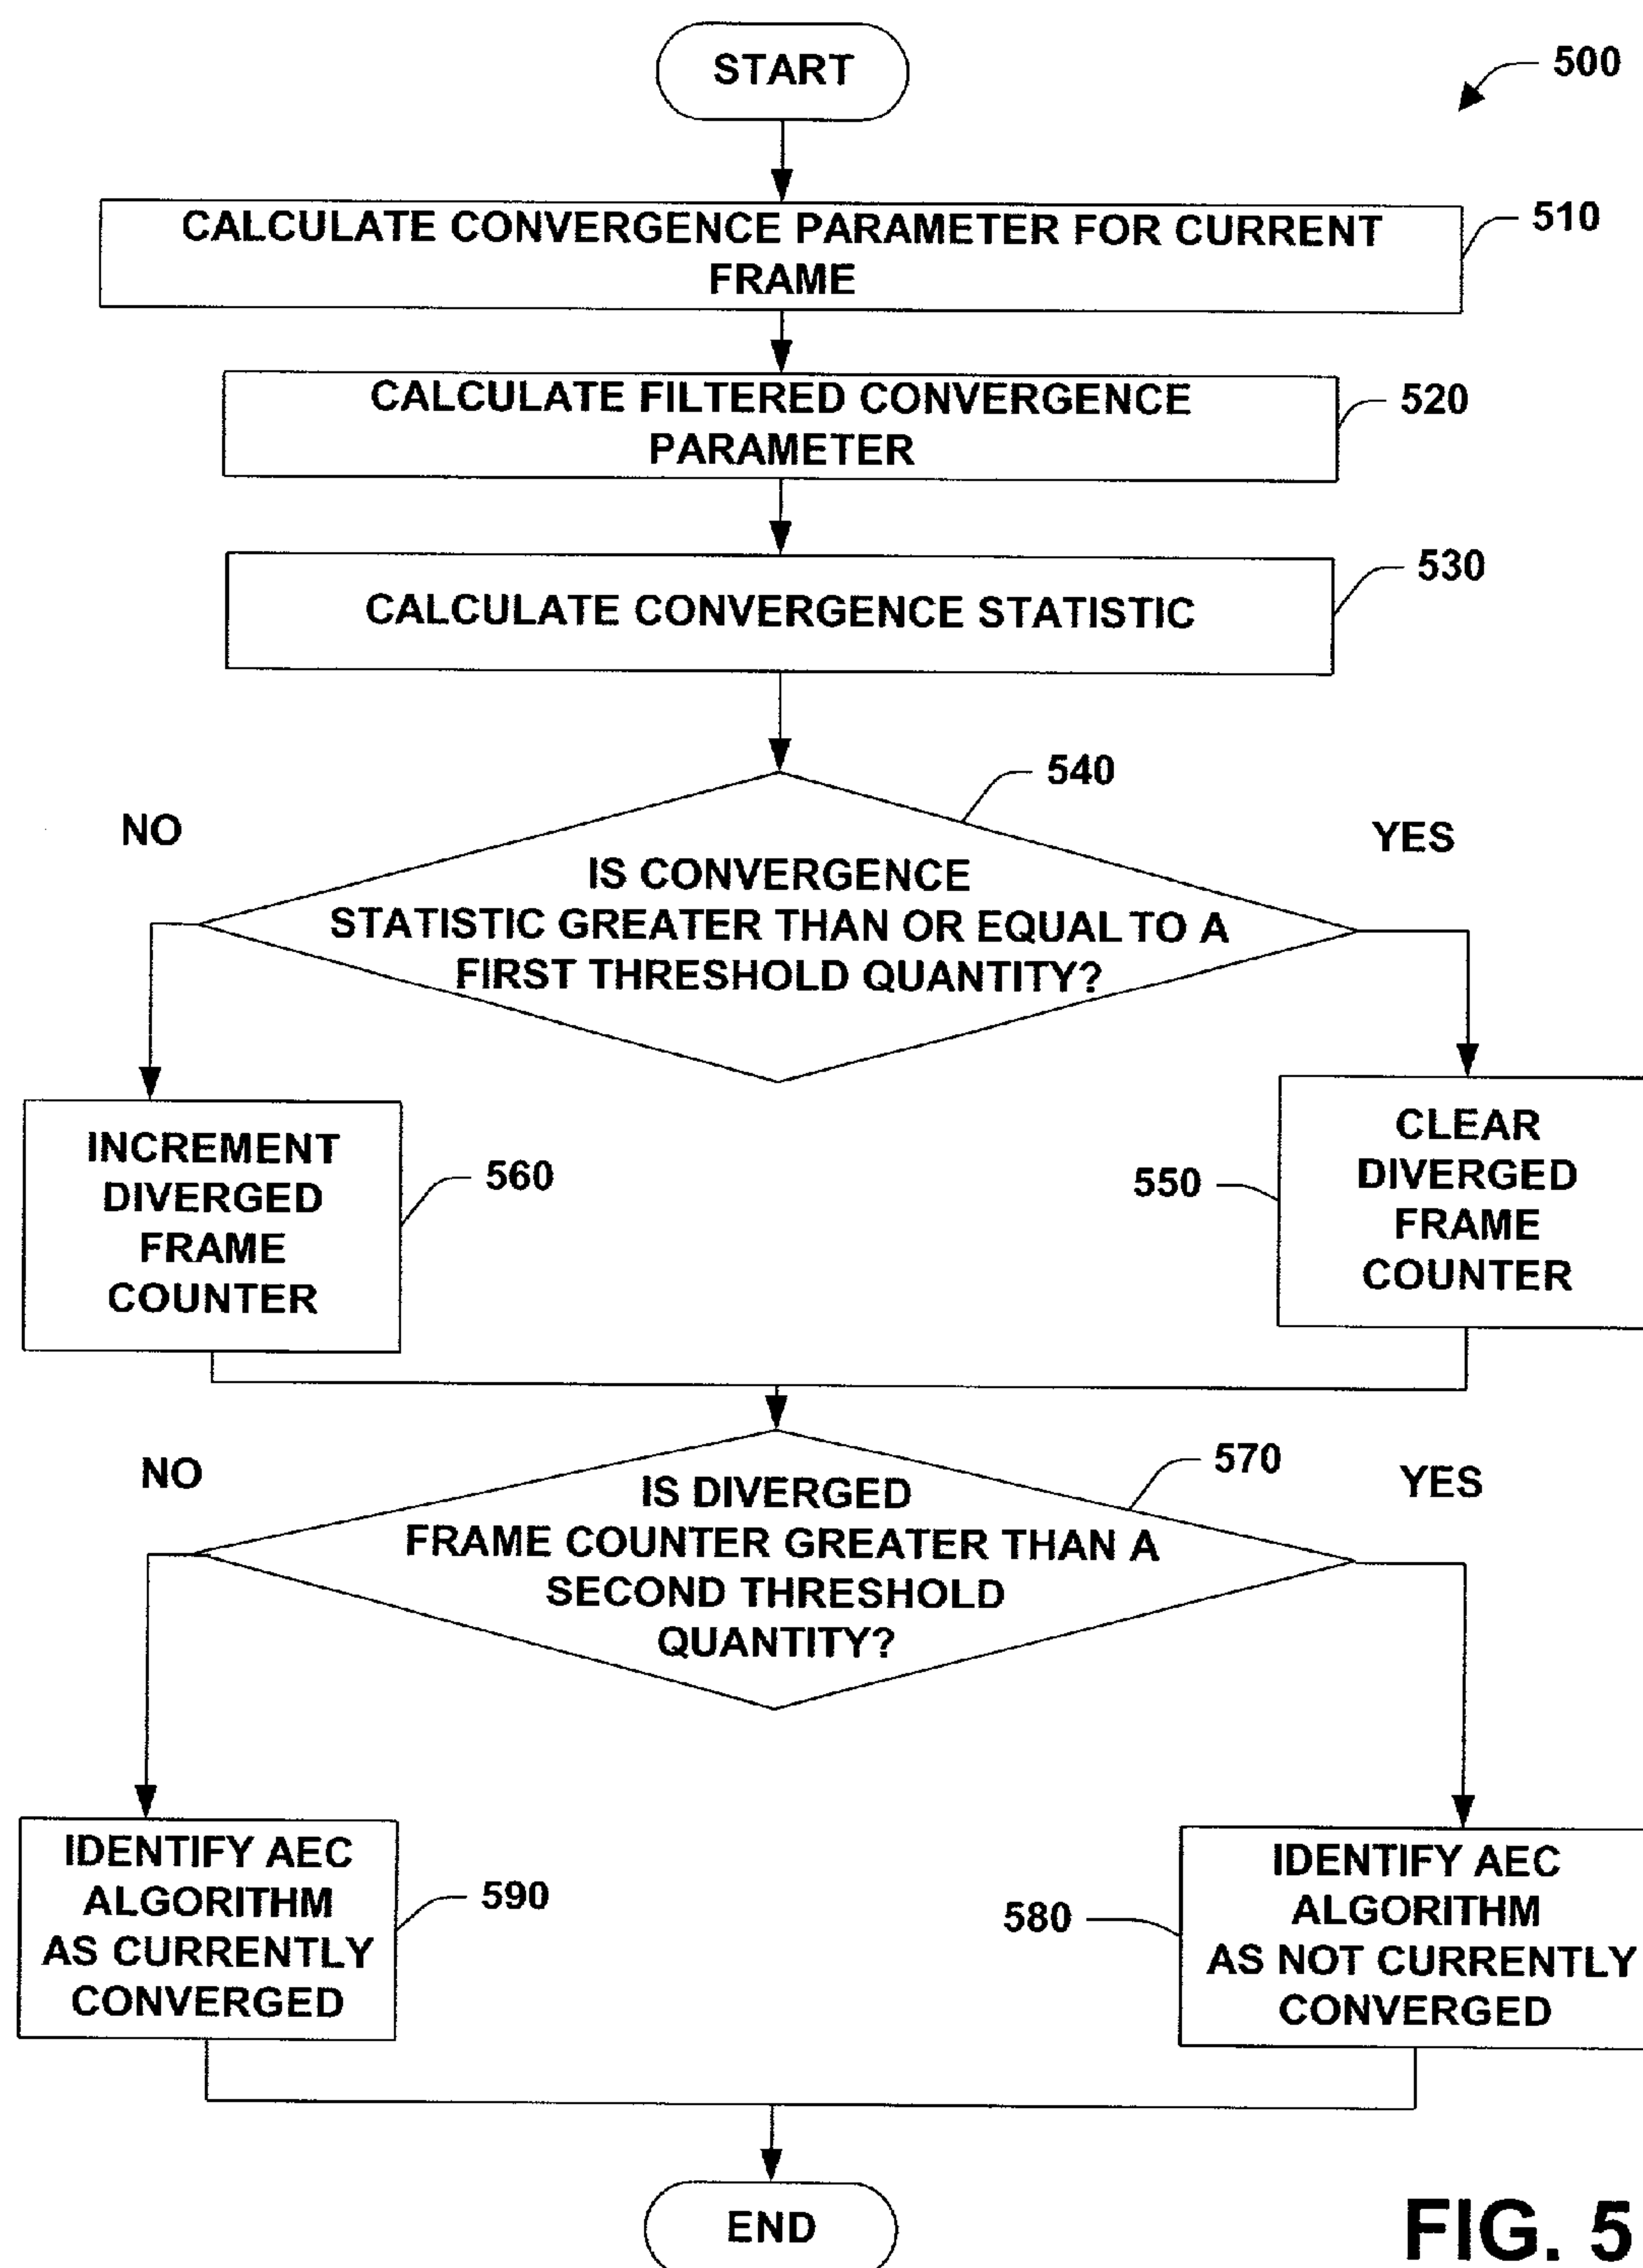 START
500
CALCULATE CONVERGENCE PARAMETER FOR CURRENT
FRAME
510
CALCULATE FILTERED CONVERGENCE
PARAMETER
520
CALCULATE CONVERGENCE STATISTIC
530
540
NO
YES
IS CONVERGENCE
STATISTIC GREATER THAN OR EQUAL TO A
FIRST THRESHOLD QUANTITY?
INCREMENT
DIVERGED
FRAME
COUNTER
560
550
CLEAR
DIVERGED
FRAME
COUNTER
570
NO
YES
IS DIVERGED
FRAME COUNTER GREATER THAN A
SECOND THRESHOLD
QUANTITY?
IDENTIFY AEC
ALGORITHM
AS CURRENTLY
CONVERGED
590
580
IDENTIFY AEC
ALGORITHM
AS NOT CURRENTLY
CONVERGED
END
FIG. 5